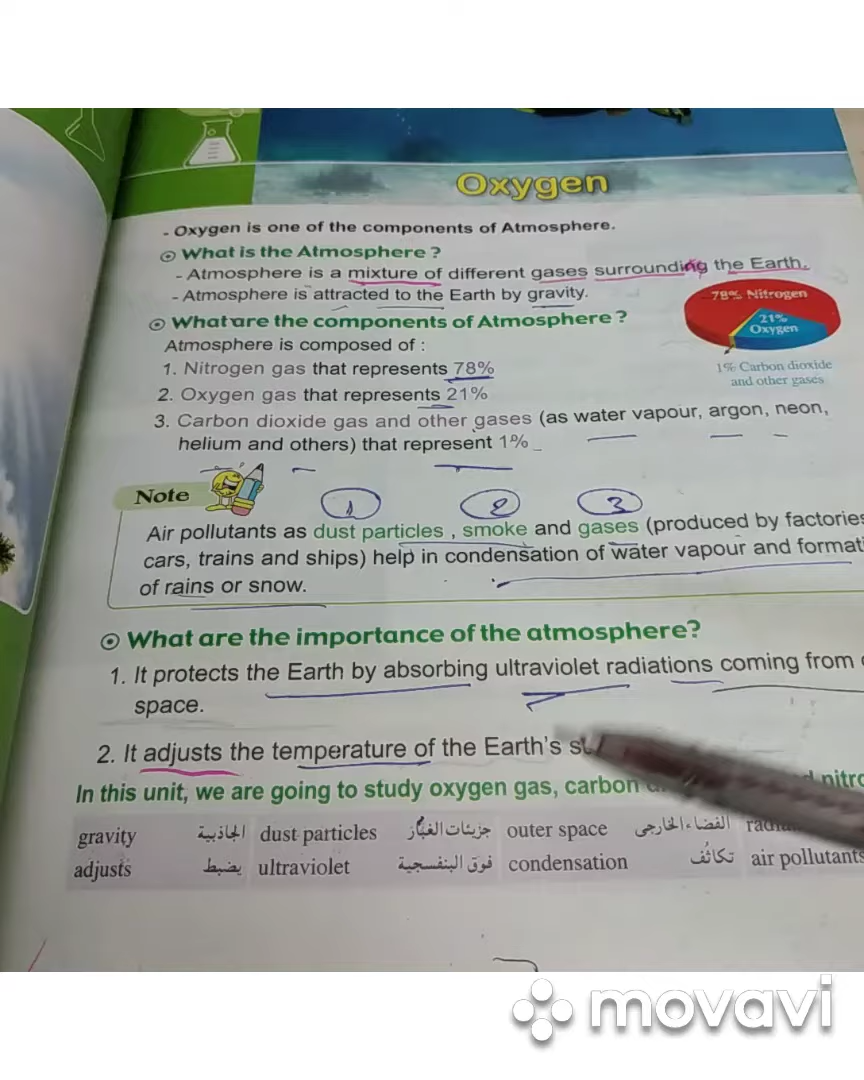 Oxygen
- Oxygen is one of the components of Atmosphere.
What is the Atmosphere ?
- Atmosphere is a mixture of different gases surrounding the Earth.
- Atmosphere is attracted to the Earth by gravity.
What are the components of Atmosphere ?
Atmosphere is composed of :
1. Nitrogen gas that represents 78%
2. Oxygen gas that represents 21%
3. Carbon dioxide gas and other gases (as water vapour, argon, neon,
helium and others) that represent 1%
78% Nitrogen
21%
Oxygen
1% Carbon dioxide
and other gases
Note
1 2 3
Air pollutants as dust particles , smoke and gases (produced by
cars, trains and ships) help in condensation of water vapour and
of rains or snow.
What are the importance of the atmosphere?
1. It protects the Earth by absorbing ultraviolet radiations coming from
space.
2. It adjusts the temperature of the Earth's
In this unit, we are going to study oxygen gas, carbon
gravity الجاذبية dust particles جزيئات الغبار outer space الفضاء الخارجى
adjusts يضبط ultraviolet فوق البنفسجية condensation تكاثُف air pollutants
movavi